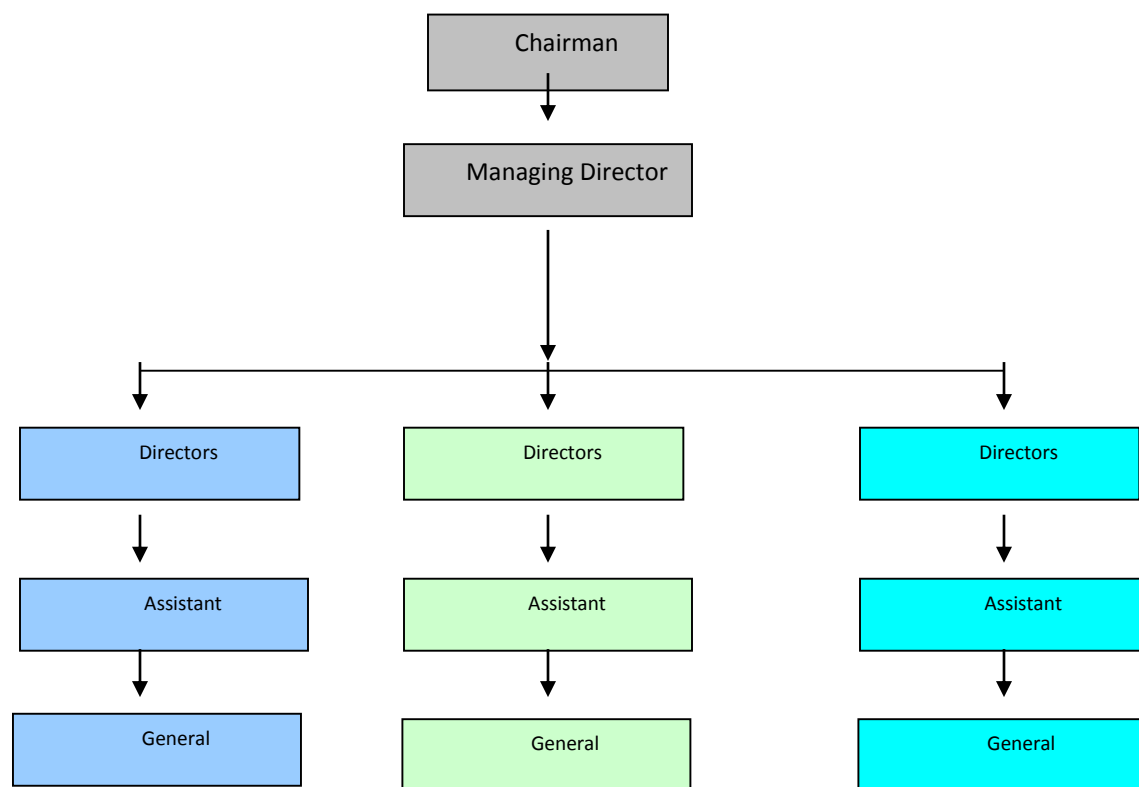 Chairman
Managing Director
Directors
Directors
Directors
Assistant
Assistant
Assistant
General
General
General